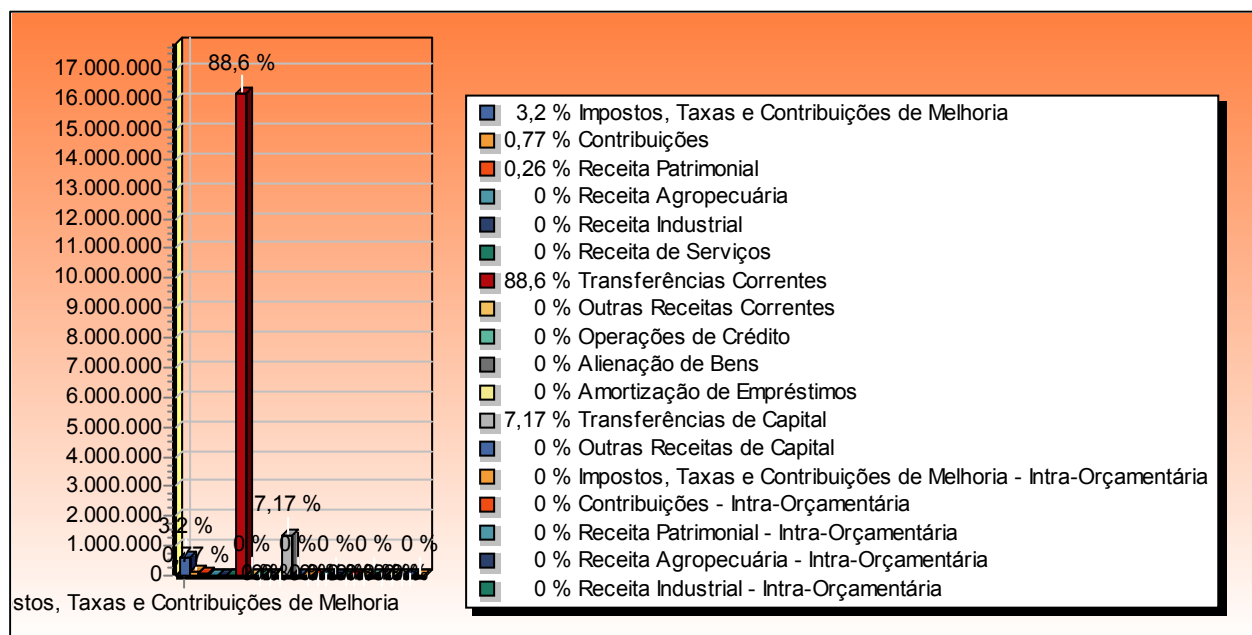 88,6 %
17.000.000
16.000.000
15.000.000
14.000.000
13.000.000
12.000.000
11.000.000
10.000.000
9.000.000
8.000.000
7.000.000
6.000.000
5.000.000
4.000.000
3.000.000
2.000.000
1.000.000
0
7,17 %
3,2 %
0,77 %
0 % 0 % 0 % 0 % 0 %
stos, Taxas e Contribuições de Melhoria
3,2 % Impostos, Taxas e Contribuições de Melhoria
0,77 % Contribuições
0,26 % Receita Patrimonial
0 % Receita Agropecuária
0 % Receita Industrial
0 % Receita de Serviços
88,6 % Transferências Correntes
0 % Outras Receitas Correntes
0 % Operações de Crédito
0 % Alienação de Bens
0 % Amortização de Empréstimos
7,17 % Transferências de Capital
0 % Outras Receitas de Capital
0 % Impostos, Taxas e Contribuições de Melhoria - Intra-Orçamentária
0 % Contribuições - Intra-Orçamentária
0 % Receita Patrimonial - Intra-Orçamentária
0 % Receita Agropecuária - Intra-Orçamentária
0 % Receita Industrial - Intra-Orçamentária